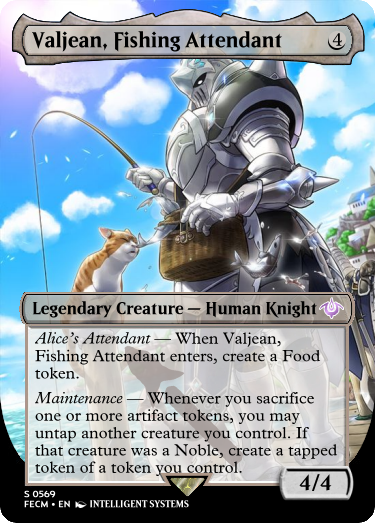 Valjean, Fishing Attendant 4
Legendary Creature — Human Knight
Alice's Attendant — When Valjean,
Fishing Attendant enters, create a Food
token.
Maintenance — Whenever you sacrifice
one or more artifact tokens, you may
untap another creature you control. If
that creature was a Noble, create a tapped
token of a token you control.
4/4
S 0569
FECM • EN INTELLIGENT SYSTEMS